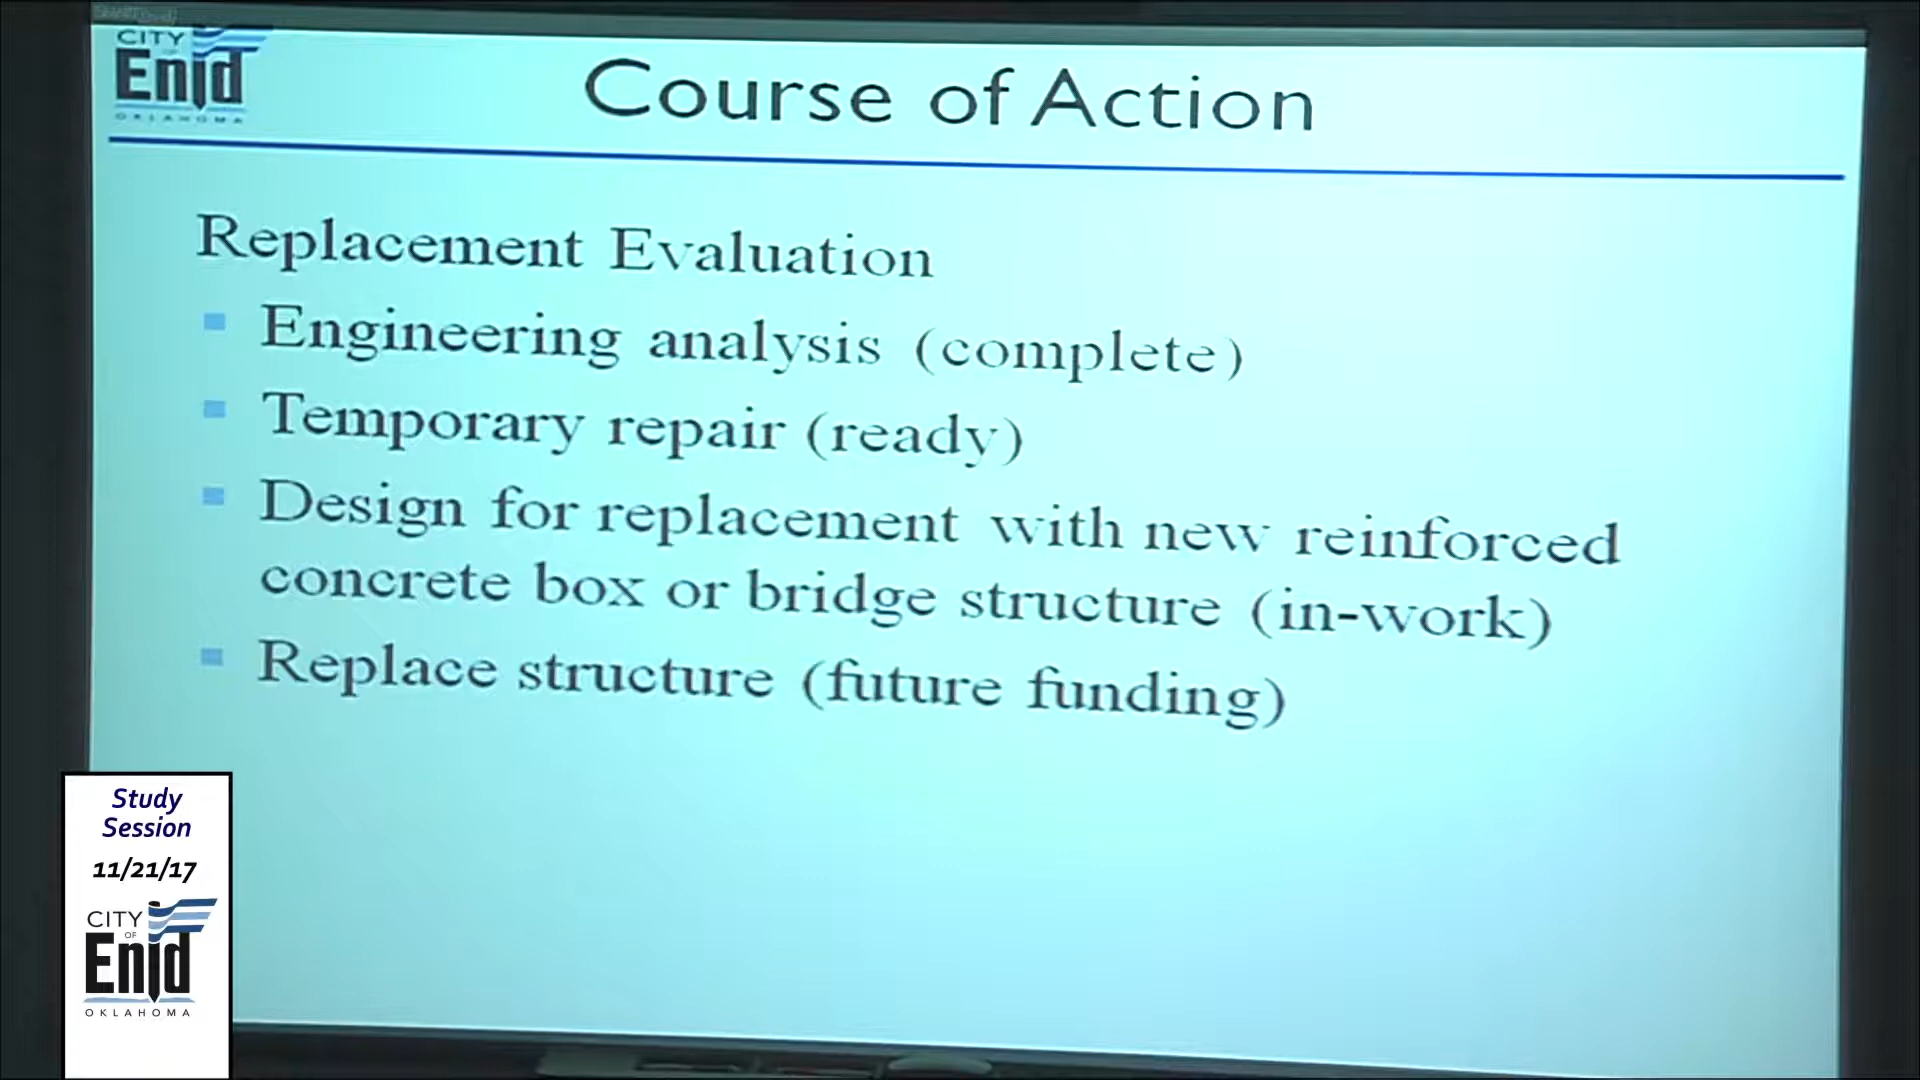 CITY
OF
Enid
OKLAHOMA
Course of Action
Replacement Evaluation
Engineering analysis (complete)
Temporary repair (ready)
Design for replacement with new reinforced
concrete box or bridge structure (in-work)
Replace structure (future funding)
Study
Session
11/21/17
CITY
OF
Enid
OKLAHOMA